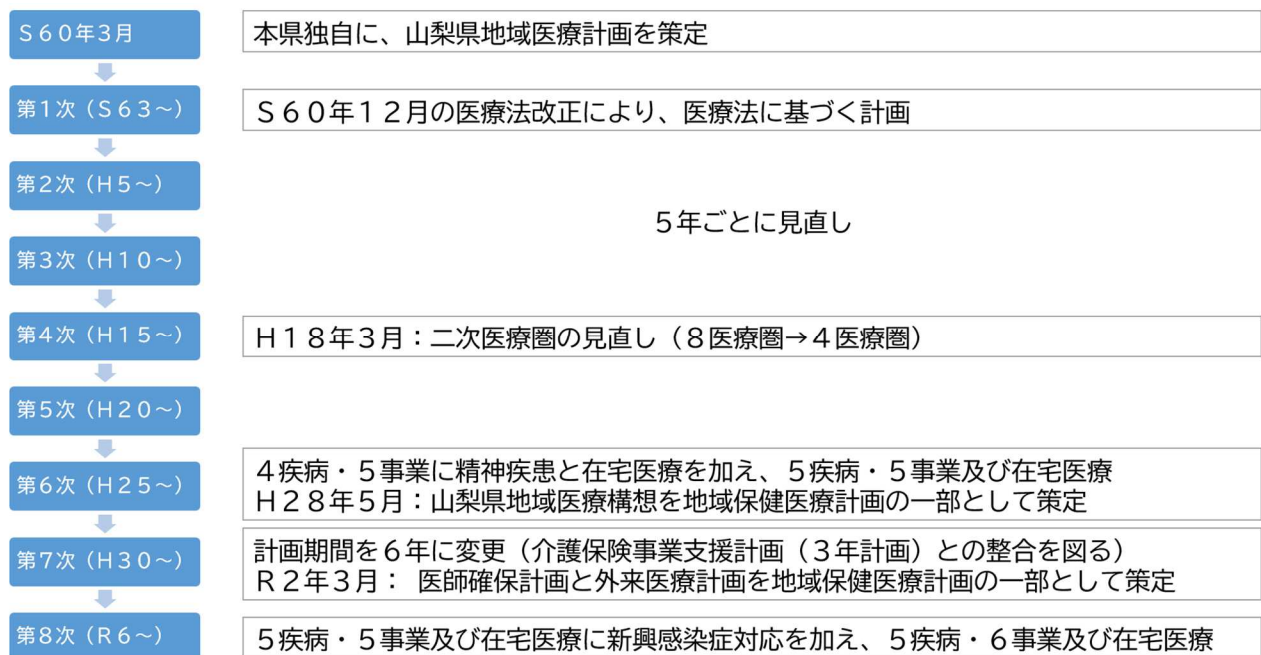 S60年3月
本県独自に、山梨県地域医療計画を策定
第1次(S63~)
S60年12月の医療法改正により、医療法に基づく計画
第2次(H5~)
5年ごとに見直し
第3次(H10~)
第4次(H15~)
H18年3月:二次医療圏の見直し(8医療圏→4医療圏)
第5次(H20~)
第6次(H25~)
4疾病・5事業に精神疾患と在宅医療を加え、5疾病・5事業及び在宅医療
H28年5月:山梨県地域医療構想を地域保健医療計画の一部として策定
第7次(H30~)
計画期間を6年に変更(介護保険事業支援計画(3年計画)との整合を図る)
R2年3月: 医師確保計画と外来医療計画を地域保健医療計画の一部として策定
第8次(R6~)
5疾病・5事業及び在宅医療に新興感染症対応を加え、5疾病・6事業及び在宅医療